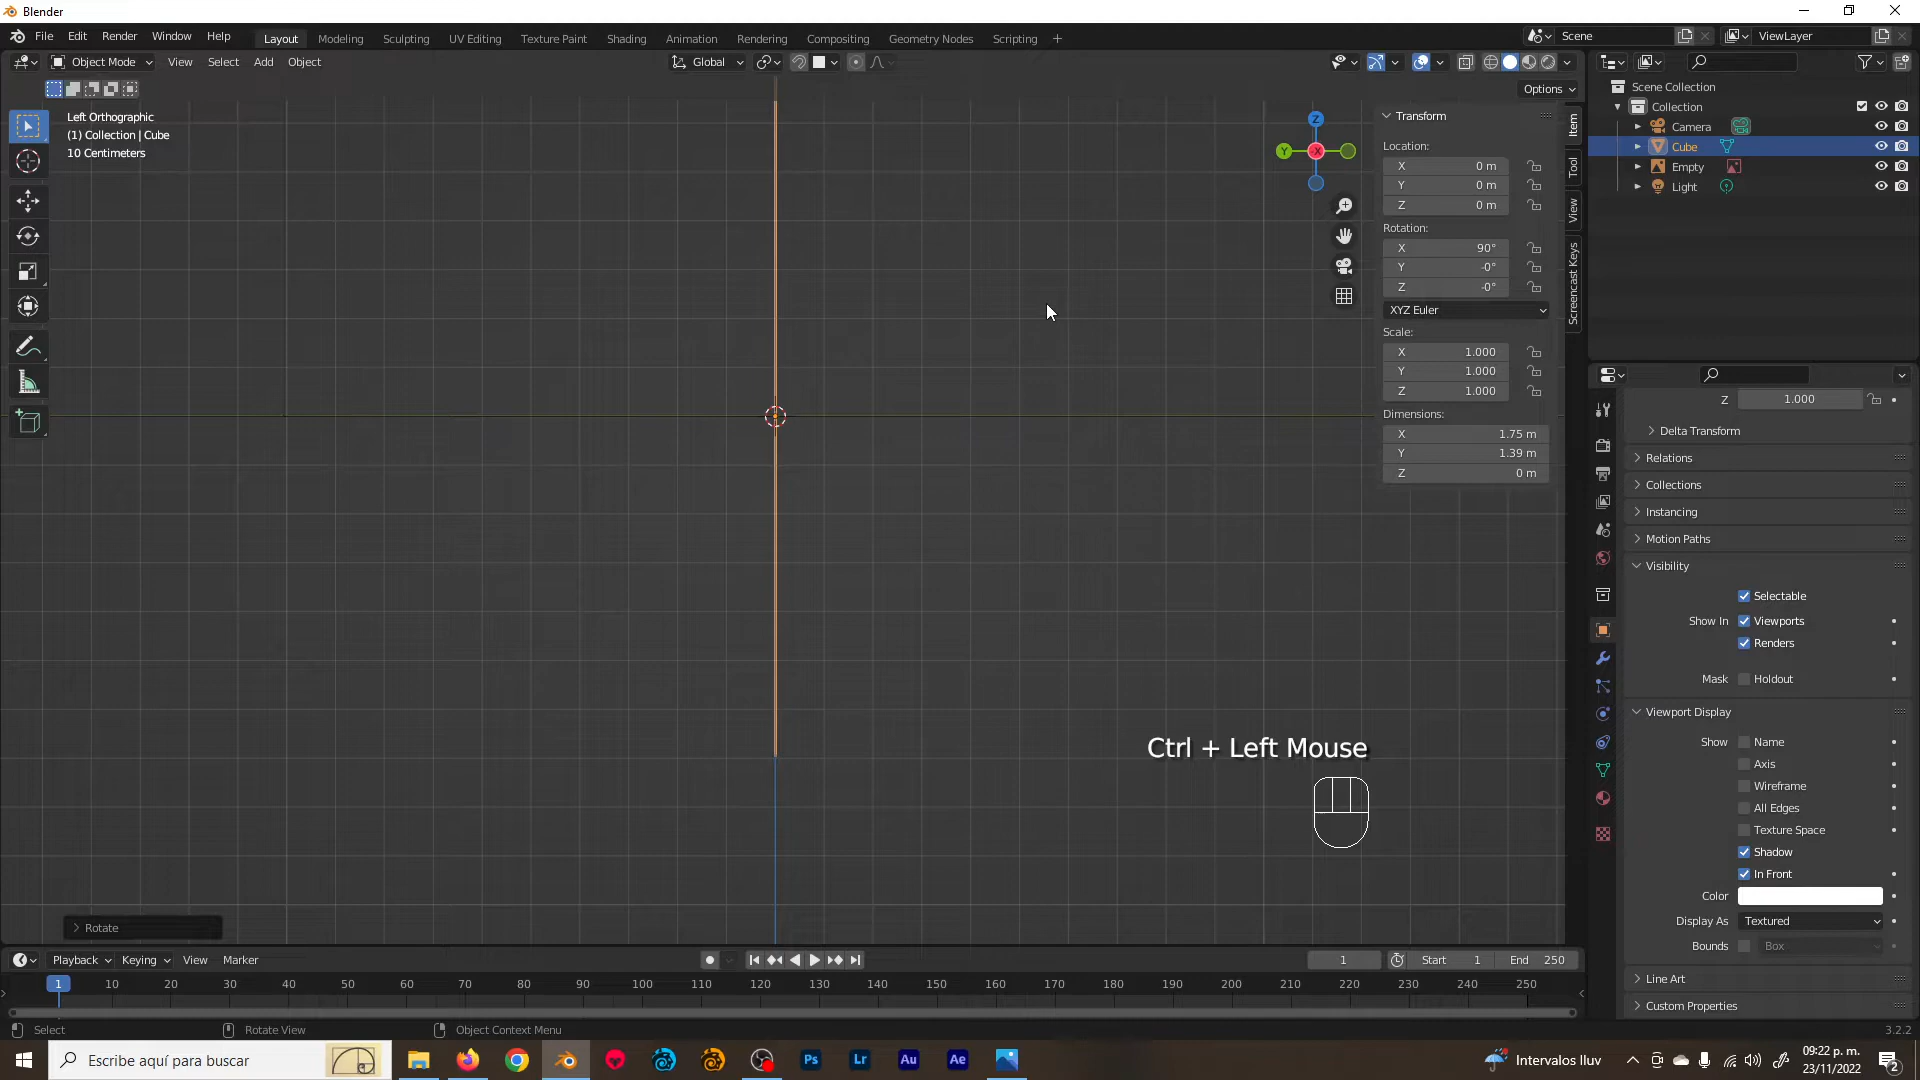 Blender
File Edit Render Window Help
Layout Modeling Sculpting UV Editing Texture Paint Shading Animation Rendering Compositing Geometry Nodes Scripting +
Scene
ViewLayer
Object Mode View Select Add Object
Global
Options
Left Orthographic
(1) Collection | Cube
10 Centimeters
Z
Y
-X
Transform
Location:
X 0 m
Y 0 m
Z 0 m
Rotation:
X 90°
Y -0°
Z -0°
XYZ Euler
Scale:
X 1.000
Y 1.000
Z 1.000
Dimensions:
X 1.75 m
Y 1.39 m
Z 0 m
Item
Tool
View
Screencast Keys
Scene Collection
Collection
Camera
Cube
Empty
Light
Z 1.000
Delta Transform
Relations
Collections
Instancing
Motion Paths
Visibility
Selectable
Show In Viewports
Renders
Mask Holdout
Viewport Display
Show Name
Axis
Wireframe
All Edges
Texture Space
Shadow
In Front
Color
Display As Textured
Bounds Box
Line Art
Custom Properties
Ctrl + Left Mouse
Rotate
Playback Keying View Marker
1
Start 1
End 250
1 10 20 30 40 50 60 70 80 90 100 110 120 130 140 150 160 170 180 190 200 210 220 230 240 250
Select
Rotate View
Object Context Menu
3.2.2
Escribe aquí para buscar
Ps Lr Au Ae
Intervalos lluv
09:22 p. m.
23/11/2022
2